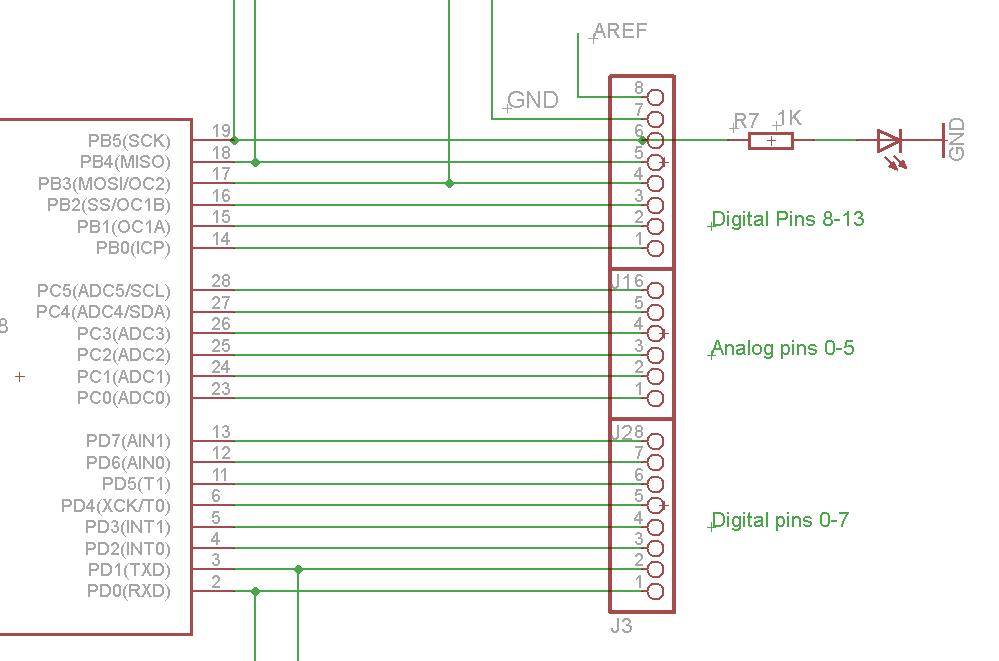 AREF
GND
8
7
19 PB5(SCK) 6 R7 1K GND
18 PB4(MISO) 5
17 PB3(MOSI/OC2) 4
16 PB2(SS/OC1B) 3
15 PB1(OC1A) 2 Digital Pins 8-13
14 PB0(ICP) 1
J1
28 PC5(ADC5/SCL) 6
27 PC4(ADC4/SDA) 5
26 PC3(ADC3) 4
8
25 PC2(ADC2) 3 Analog pins 0-5
24 PC1(ADC1) 2
23 PC0(ADC0) 1
J2
13 PD7(AIN1) 8
12 PD6(AIN0) 7
11 PD5(T1) 6
6 PD4(XCK/T0) 5
5 PD3(INT1) 4 Digital pins 0-7
4 PD2(INT0) 3
3 PD1(TXD) 2
2 PD0(RXD) 1
J3